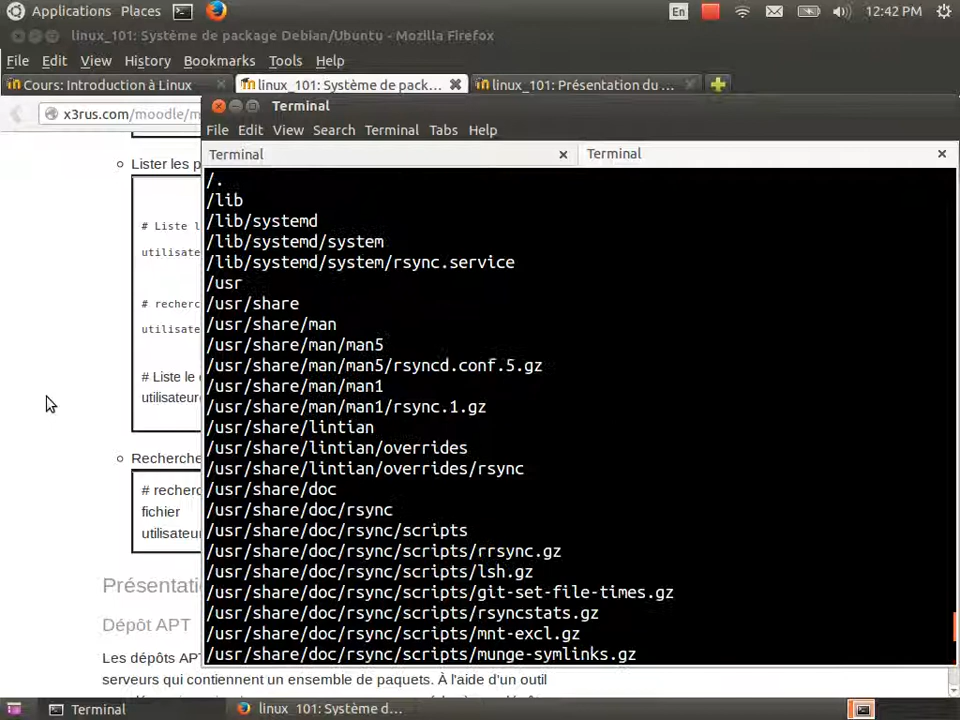 Applications Places En 12:42 PM
linux_101: Système de package Debian/Ubuntu - Mozilla Firefox
File Edit View History Bookmarks Tools Help
Cours: Introduction à Linux
linux_101: Système de pack...
linux_101: Présentation du ...
x3rus.com/moodle/m
Terminal
File Edit View Search Terminal Tabs Help
Terminal
Terminal
Lister les p
# Liste l
utilisate
# recherc
utilisate
# Liste le
utilisateur
Recherche
# recherc
fichier
utilisateu
Présentatio
Dépôt APT
Les dépôts APT
serveurs qui contiennent un ensemble de paquets. À l'aide d'un outil
/.
/lib
/lib/systemd
/lib/systemd/system
/lib/systemd/system/rsync.service
/usr
/usr/share
/usr/share/man
/usr/share/man/man5
/usr/share/man/man5/rsyncd.conf.5.gz
/usr/share/man/man1
/usr/share/man/man1/rsync.1.gz
/usr/share/lintian
/usr/share/lintian/overrides
/usr/share/lintian/overrides/rsync
/usr/share/doc
/usr/share/doc/rsync
/usr/share/doc/rsync/scripts
/usr/share/doc/rsync/scripts/rrsync.gz
/usr/share/doc/rsync/scripts/lsh.gz
/usr/share/doc/rsync/scripts/git-set-file-times.gz
/usr/share/doc/rsync/scripts/rsyncstats.gz
/usr/share/doc/rsync/scripts/mnt-excl.gz
/usr/share/doc/rsync/scripts/munge-symlinks.gz
Terminal
linux_101: Système d...